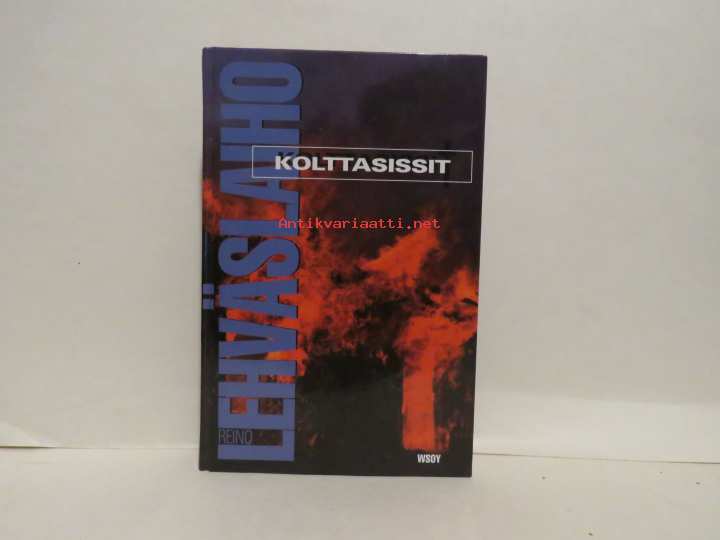 REINO
LEHVÄSLAIHO
KOLTTASISSIT
Antikvariaatti.net
WSOY